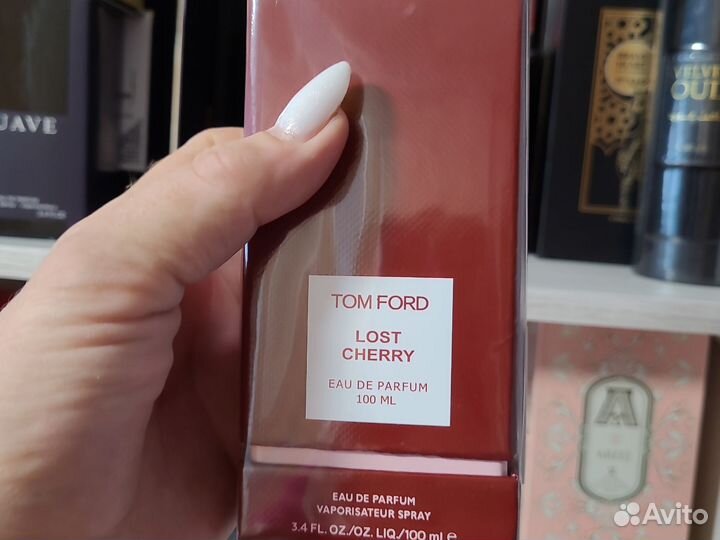 UAVE
VELVET
OUD
TOM FORD
LOST
CHERRY
EAU DE PARFUM
100 ML
EAU DE PARFUM
VAPORISATEUR SPRAY
3.4 FL. OZ./OZ. LIQ./100 ml e
Avito